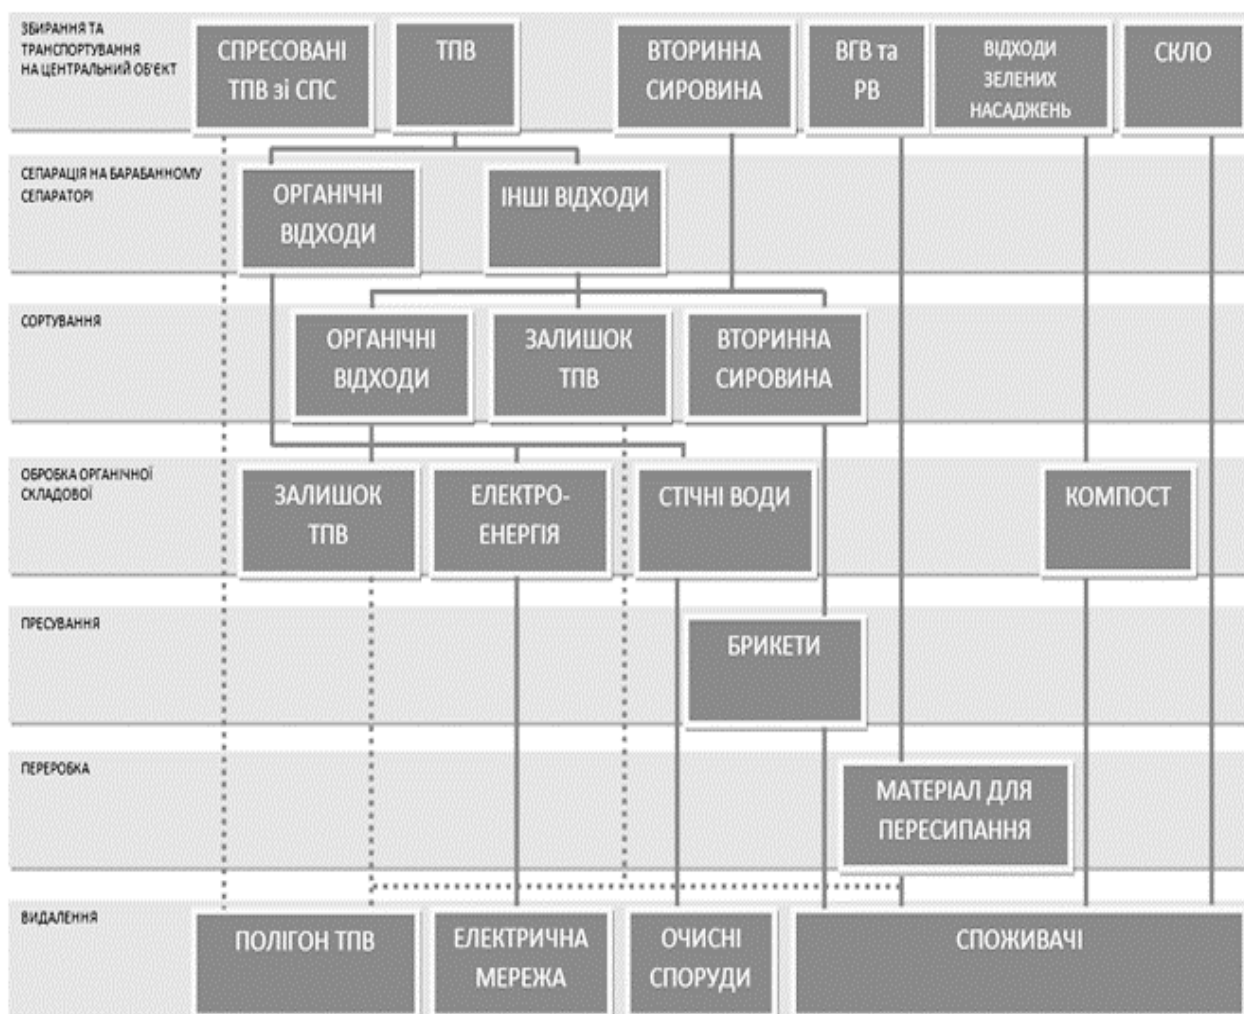 ЗБИРАННЯ ТА
ТРАНСПОРТУВАННЯ
НА ЦЕНТРАЛЬНИЙ ОБ'ЄКТ
СПРЕСОВАНІ
ТПВ зі СПС
ТПВ
ВТОРИННА
СИРОВИНА
ВГВ та
РВ
ВІДХОДИ
ЗЕЛЕНИХ
НАСАДЖЕНЬ
СКЛО
СЕПАРАЦІЯ НА БАРАБАННОМУ
СЕПАРАТОРІ
ОРГАНІЧНІ
ВІДХОДИ
ІНШІ ВІДХОДИ
СОРТУВАННЯ
ОРГАНІЧНІ
ВІДХОДИ
ЗАЛИШОК
ТПВ
ВТОРИННА
СИРОВИНА
ОБРОБКА ОРГАНІЧНОЇ
СКЛАДОВОЇ
ЗАЛИШОК
ТПВ
ЕЛЕКТРО-
ЕНЕРГІЯ
СТІЧНІ ВОДИ
КОМПОСТ
ПРЕСУВАННЯ
БРИКЕТИ
ПЕРЕРОБКА
МАТЕРІАЛ ДЛЯ
ПЕРЕСИПАННЯ
ВИДАЛЕННЯ
ПОЛІГОН ТПВ
ЕЛЕКТРИЧНА
МЕРЕЖА
ОЧИСНІ
СПОРУДИ
СПОЖИВАЧІ